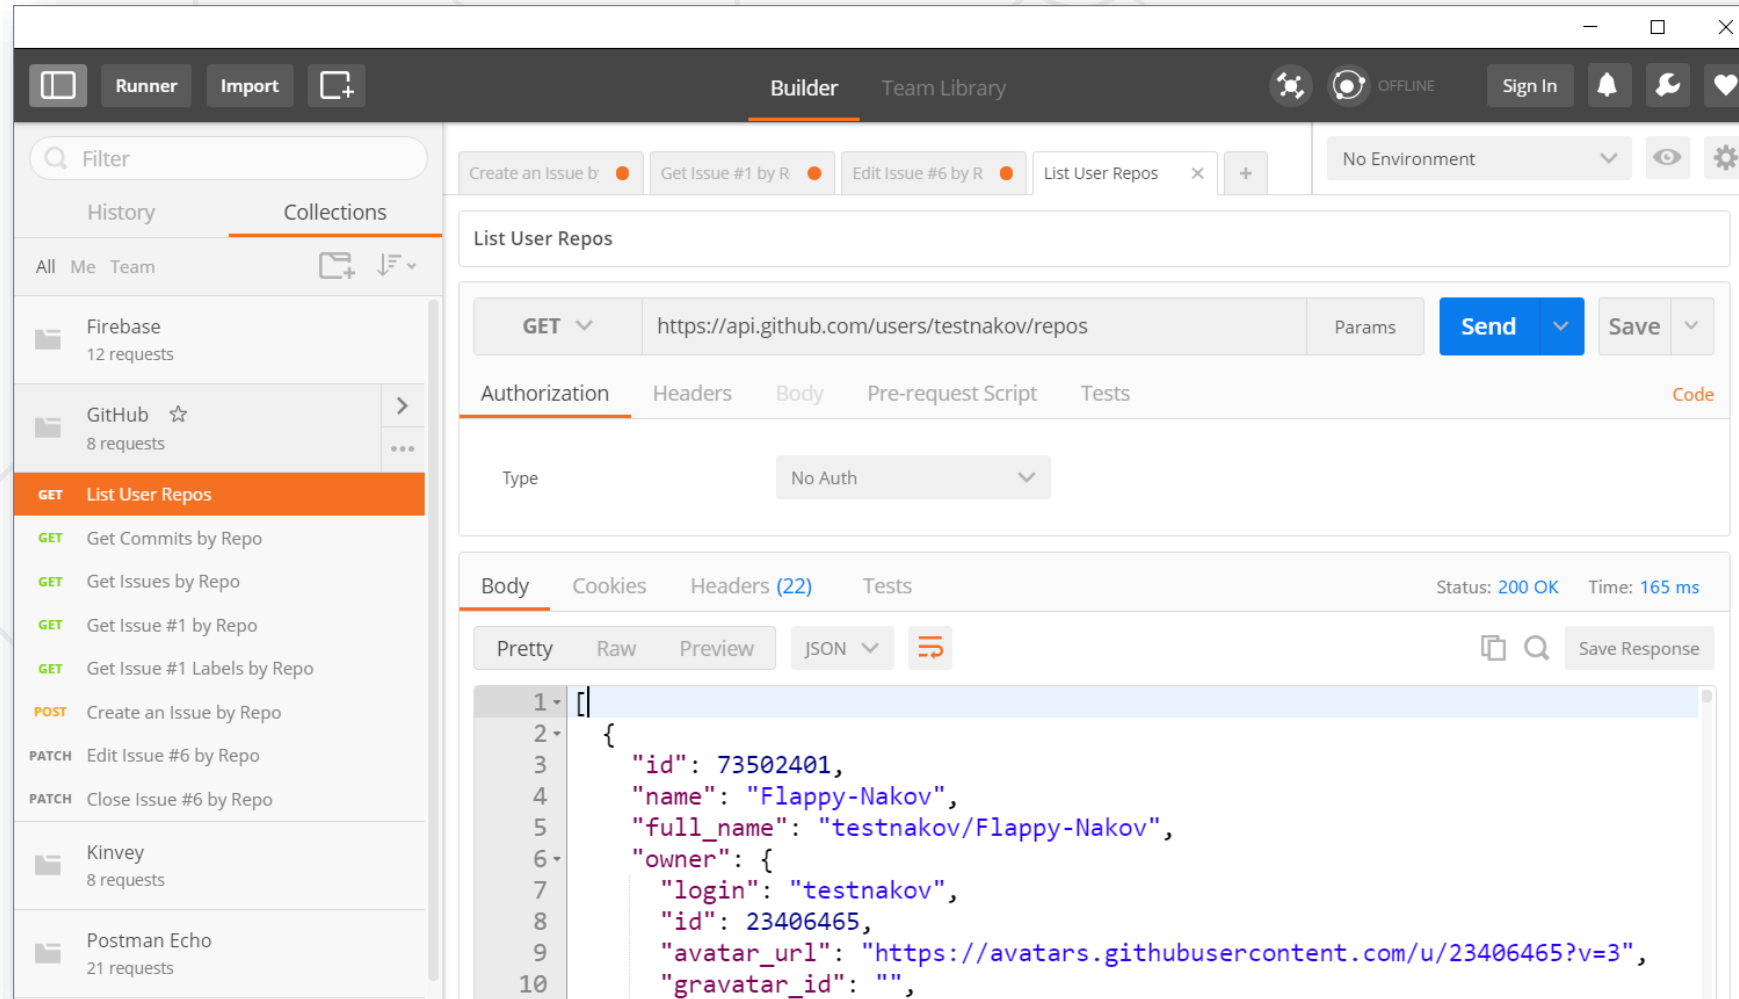 Runner Import Builder Team Library OFFLINE Sign In
Filter
History Collections
All Me Team
Firebase
12 requests
GitHub
8 requests
GET List User Repos
GET Get Commits by Repo
GET Get Issues by Repo
GET Get Issue #1 by Repo
GET Get Issue #1 Labels by Repo
POST Create an Issue by Repo
PATCH Edit Issue #6 by Repo
PATCH Close Issue #6 by Repo
Kinvey
8 requests
Postman Echo
21 requests
Create an Issue by Get Issue #1 by R Edit Issue #6 by R List User Repos +
No Environment
List User Repos
GET https://api.github.com/users/testnakov/repos Params Send Save
Authorization Headers Body Pre-request Script Tests Code
Type No Auth
Body Cookies Headers (22) Tests Status: 200 OK Time: 165 ms
Pretty Raw Preview JSON Save Response
1 [
2 {
3 "id": 73502401,
4 "name": "Flappy-Nakov",
5 "full_name": "testnakov/Flappy-Nakov",
6 "owner": {
7 "login": "testnakov",
8 "id": 23406465,
9 "avatar_url": "https://avatars.githubusercontent.com/u/23406465?v=3",
10 "gravatar_id": "",